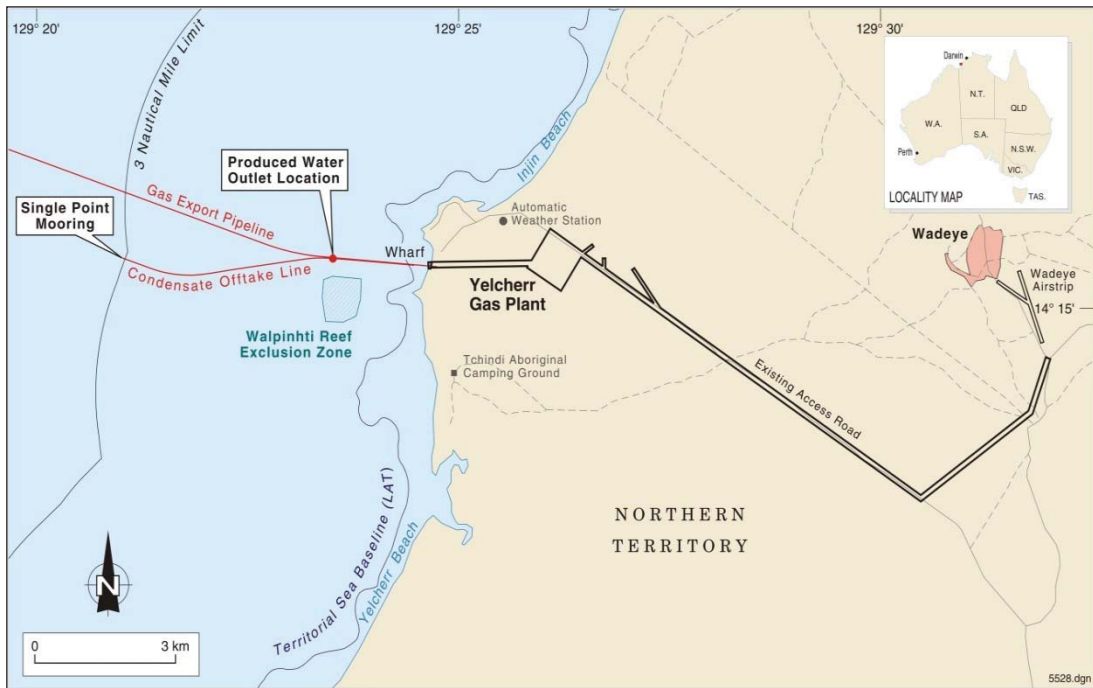 129° 20'
129° 25'
129° 30'
3 Nautical Mile Limit
Darwin
N.T.
QLD
W.A.
S.A.
Perth
N.S.W.
VIC.
TAS.
LOCALITY MAP
Injin Beach
Produced Water
Outlet Location
Gas Export Pipeline
Single Point
Mooring
Automatic
Weather Station
Wadeye
Wharf
Condensate Offtake Line
Yelcherr
Gas Plant
Wadeye
Airstrip
14° 15'
Walpinhti Reef
Exclusion Zone
Tchindi Aboriginal
Camping Ground
Existing Access Road
Territorial Sea Baseline (LAT)
Yelcherr Beach
NORTHERN
TERRITORY
N
0
3 km
5528.dgn